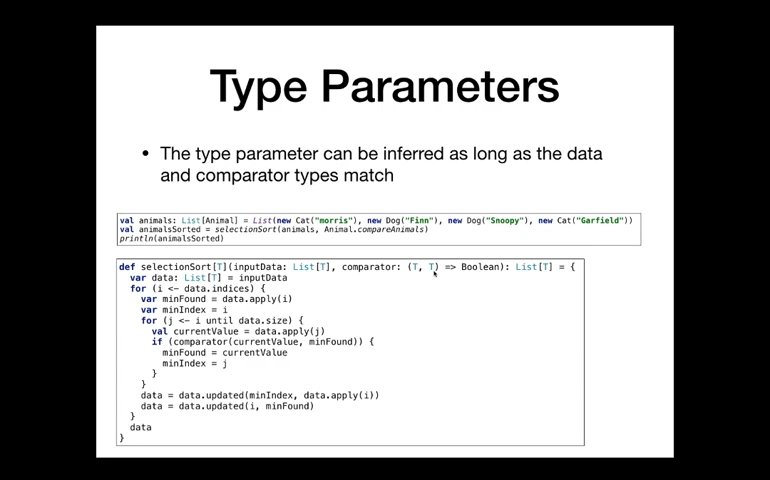 Type Parameters
• The type parameter can be inferred as long as the data
and comparator types match
val animals: List[Animal] = List(new Cat("morris"), new Dog("Finn"), new Dog("Snoopy"), new Cat("Garfield"))
val animalsSorted = selectionSort(animals, Animal.compareAnimals)
println(animalsSorted)
def selectionSort[T](inputData: List[T], comparator: (T, T) => Boolean): List[T] = {
  var data: List[T] = inputData
  for (i <- data.indices) {
    var minFound = data.apply(i)
    var minIndex = i
    for (j <- i until data.size) {
      val currentValue = data.apply(j)
      if (comparator(currentValue, minFound)) {
        minFound = currentValue
        minIndex = j
      }
    }
    data = data.updated(minIndex, data.apply(i))
    data = data.updated(i, minFound)
  }
  data
}